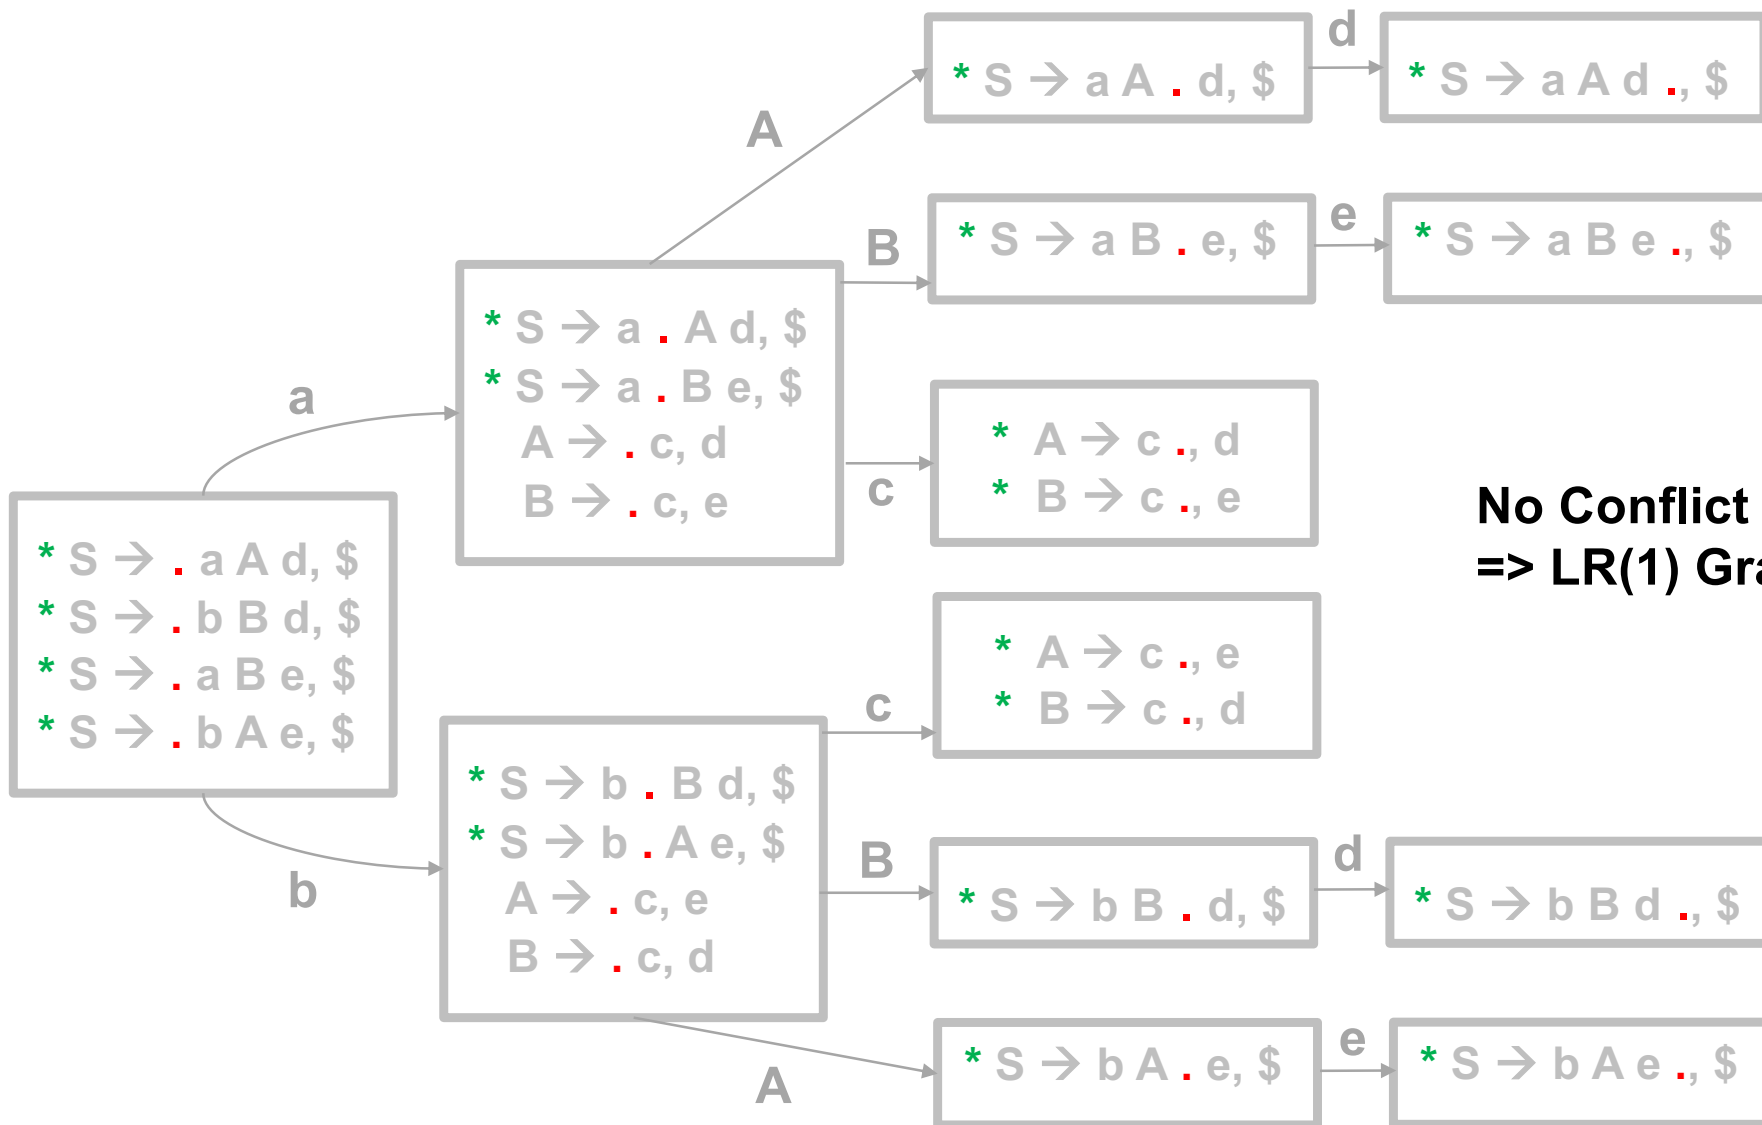 * S → . a A d, $
* S → . b B d, $
* S → . a B e, $
* S → . b A e, $
a
b
* S → a . A d, $
* S → a . B e, $
A → . c, d
B → . c, e
* S → b . B d, $
* S → b . A e, $
A → . c, e
B → . c, d
A
B
c
c
B
A
* S → a A . d, $
d
* S → a A d ., $
* S → a B . e, $
e
* S → a B e ., $
* A → c ., d
* B → c ., e
* A → c ., e
* B → c ., d
* S → b B . d, $
d
* S → b B d ., $
* S → b A . e, $
e
* S → b A e ., $
No Conflict
=> LR(1) Gra